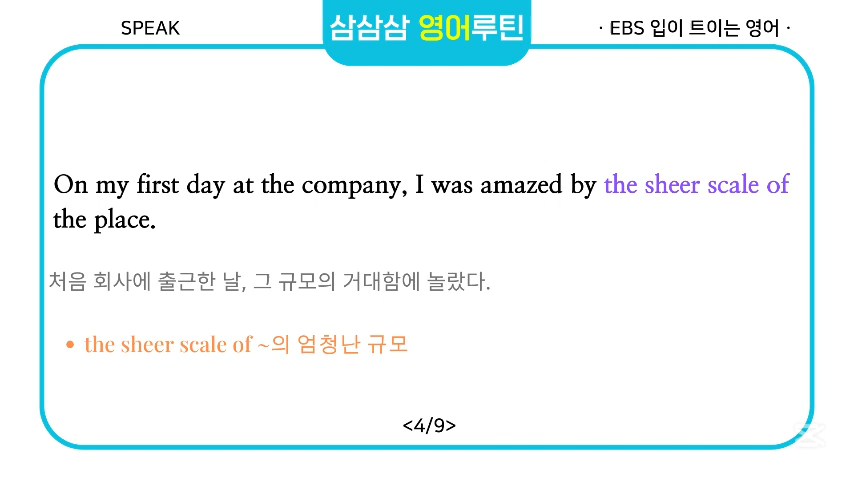 SPEAK
삼삼삼 영어루틴
· EBS 입이 트이는 영어 ·
On my first day at the company, I was amazed by the sheer scale of
the place.
처음 회사에 출근한 날, 그 규모의 거대함에 놀랐다.
• the sheer scale of ~의 엄청난 규모
<4/9>